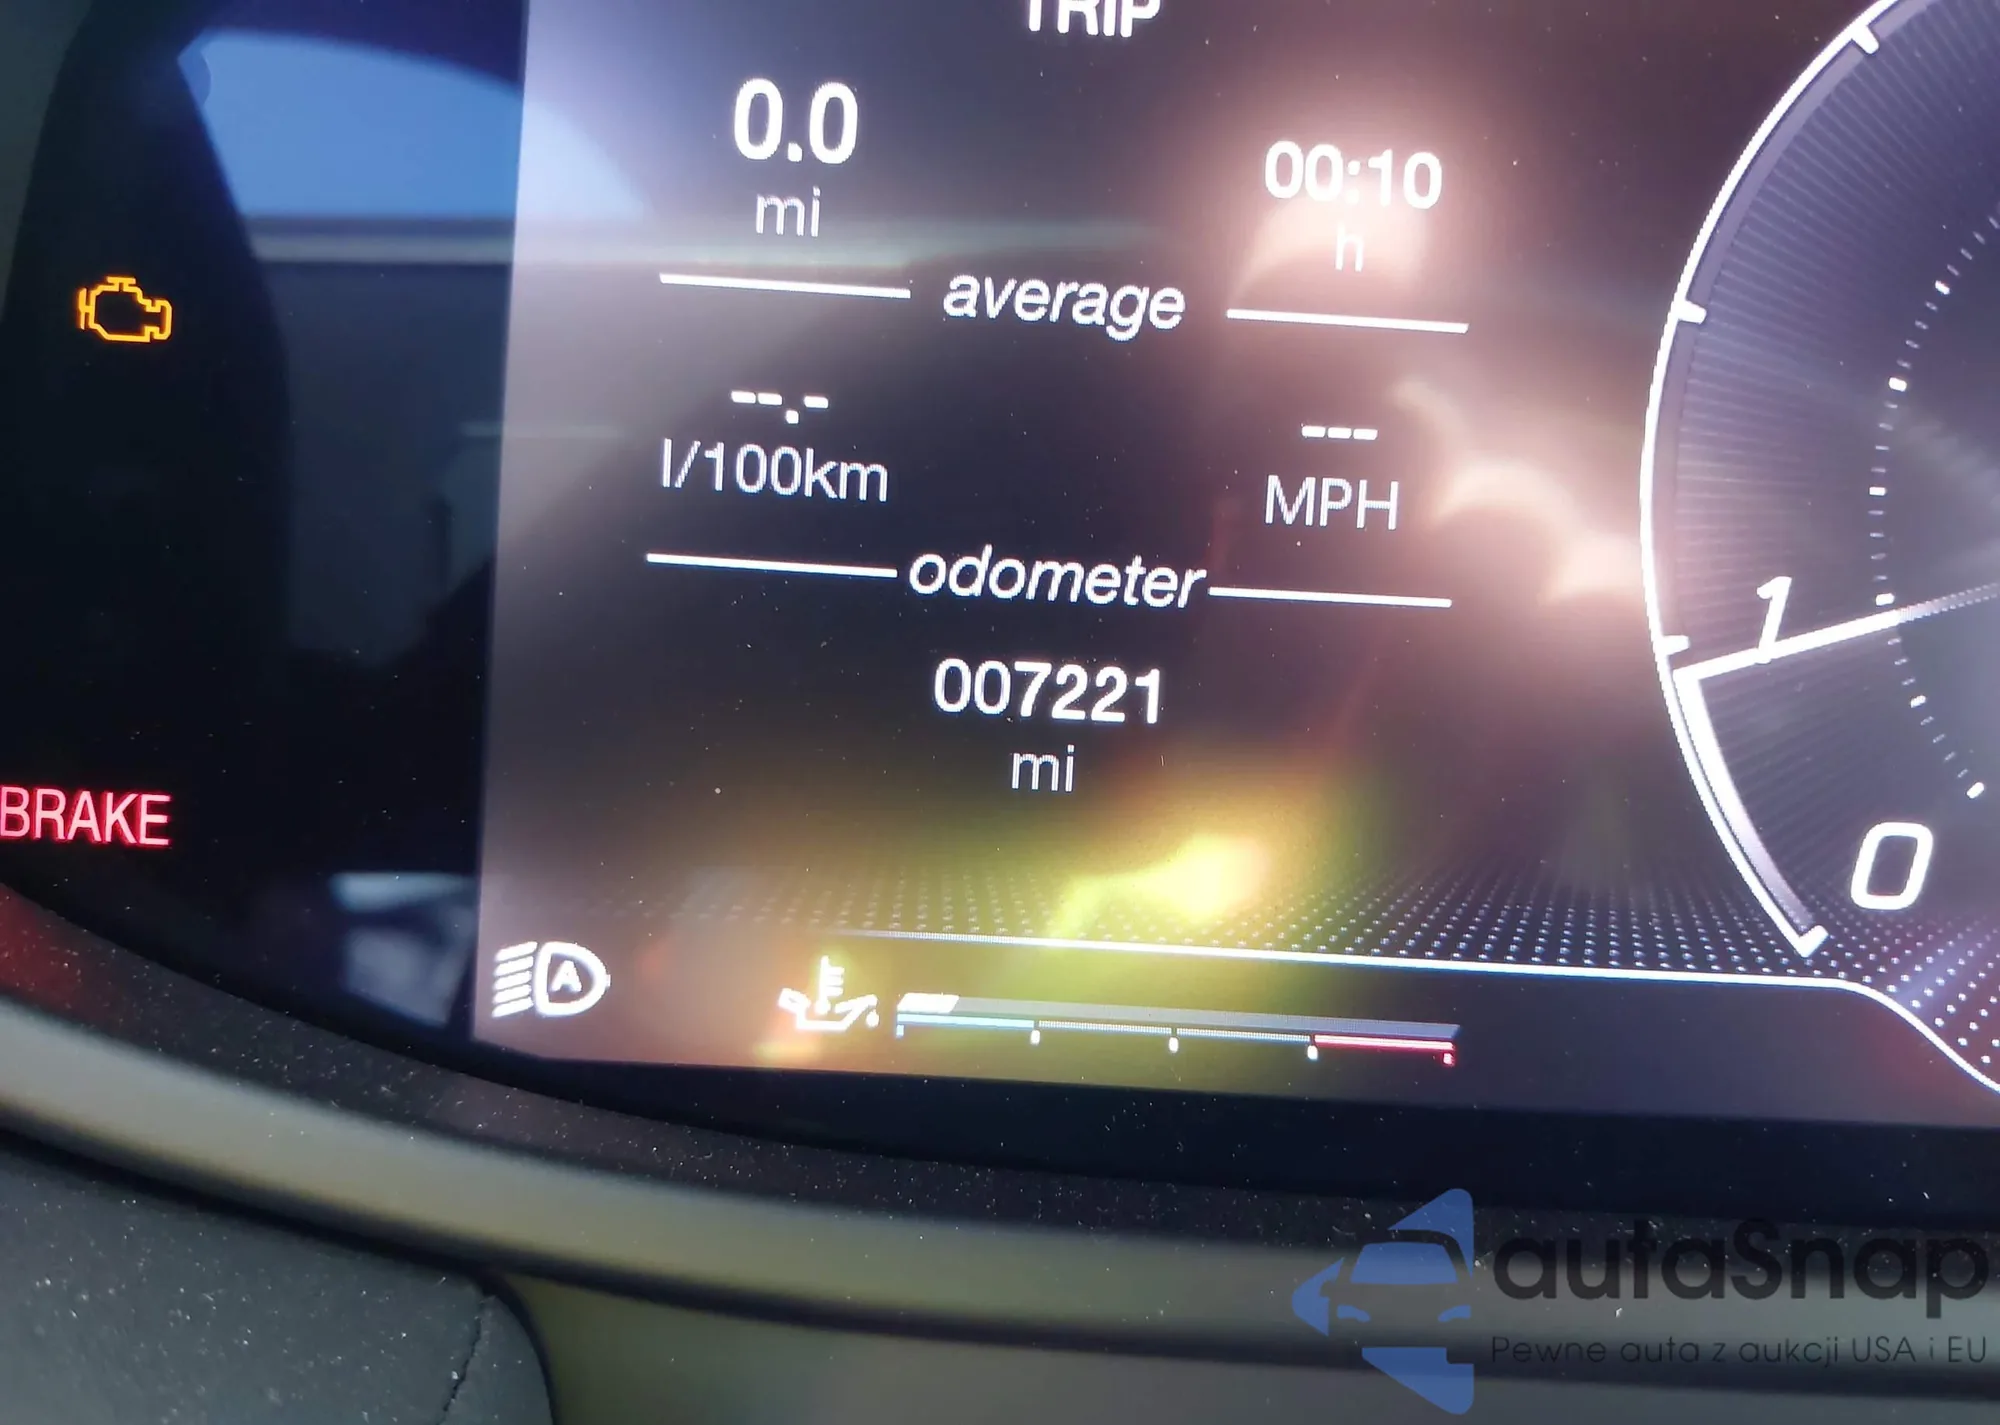 TRIP
0.0
mi
00:10
h
average
--.-
l/100km
---
MPH
odometer
007221
mi
1
0
BRAKE
A
autaSnap
Pewne auta z aukcji USA i EU